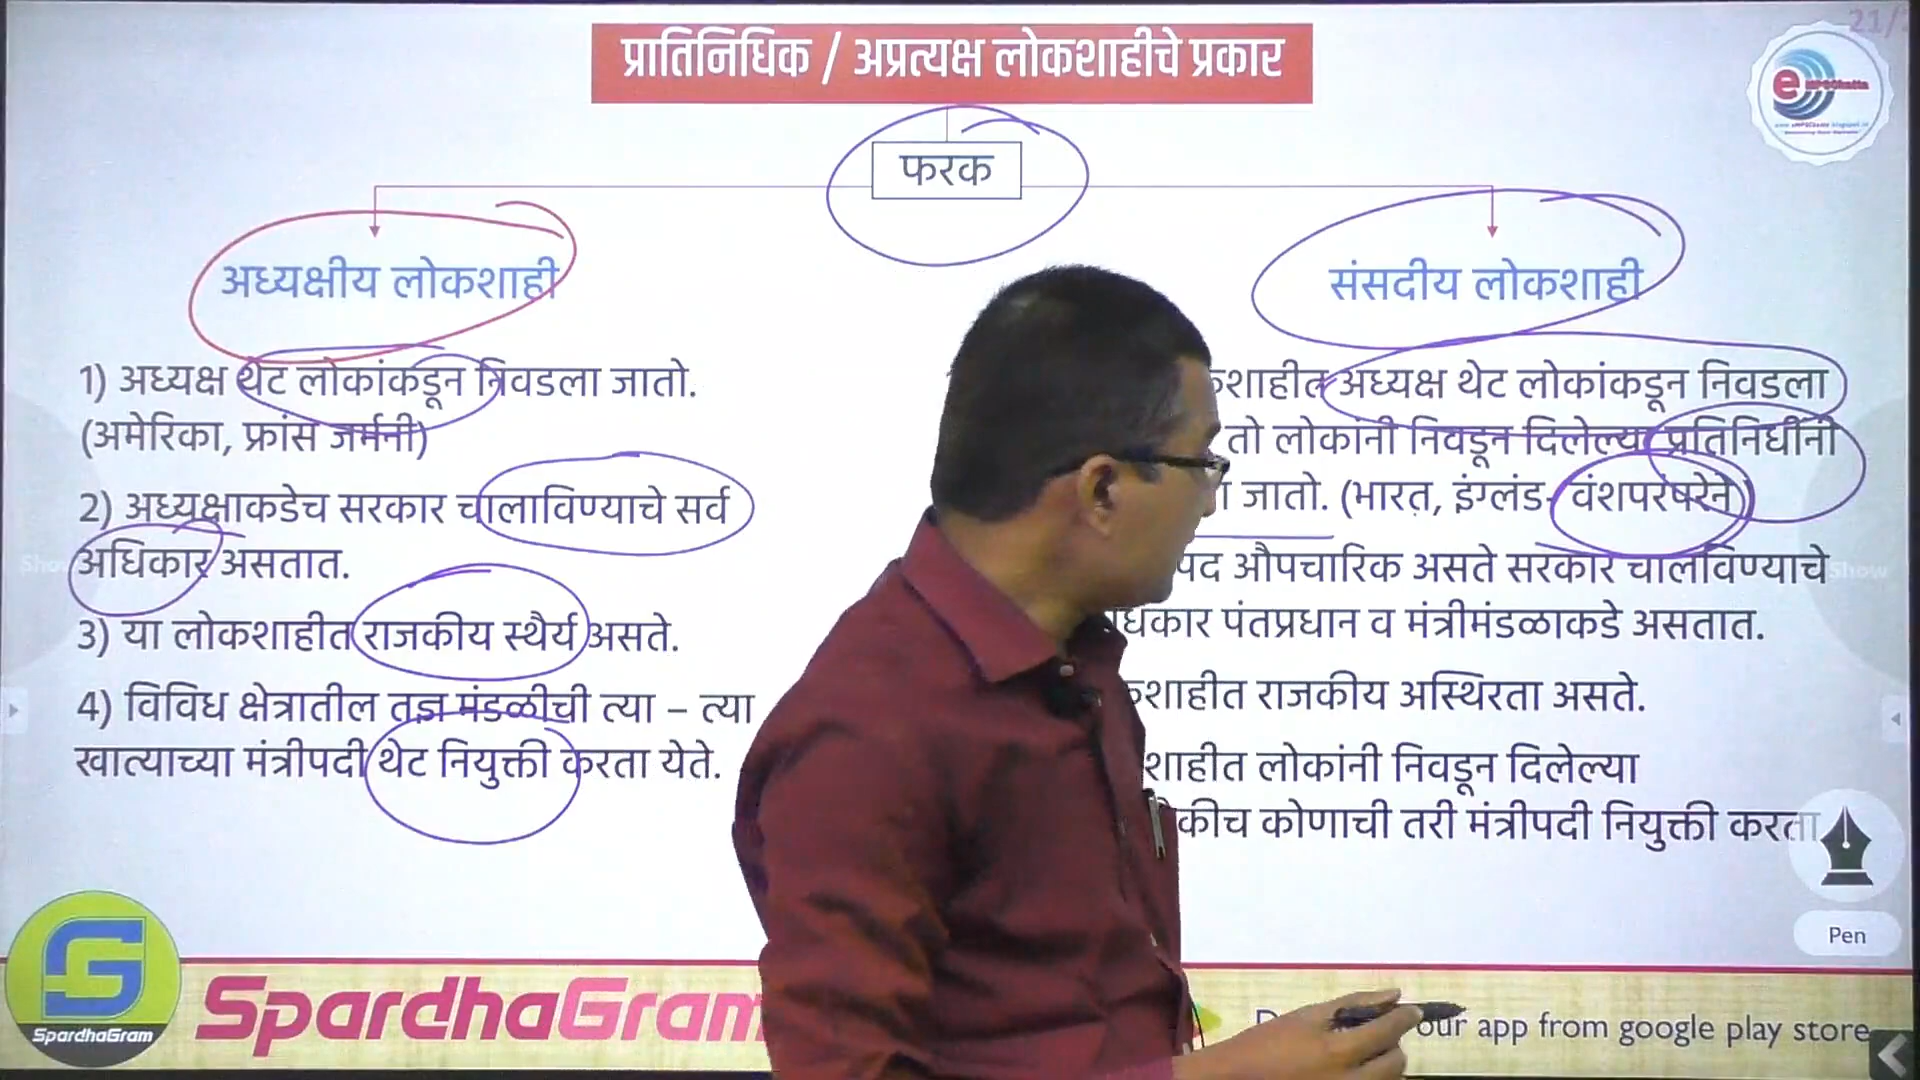 प्रातिनिधिक / अप्रत्यक्ष लोकशाहीचे प्रकार
फरक
अध्यक्षीय लोकशाही
1) अध्यक्ष थेट लोकांकडून निवडला जातो.
(अमेरिका, फ्रांस जर्मनी)
2) अध्यक्षाकडेच सरकार चालाविण्याचे सर्व
अधिकार असतात.
3) या लोकशाहीत राजकीय स्थैर्य असते.
4) विविध क्षेत्रातील तज्ञ मंडळीची त्या – त्या
खात्याच्या मंत्रीपदी थेट नियुक्ती करता येते.
संसदीय लोकशाही
अध्यक्ष थेट लोकांकडून निवडला
तो लोकांनी निवडून दिलेल्या प्रतिनिधींनी
जातो. (भारत, इंग्लंड- वंशपरंपरेने)
पद औपचारिक असते सरकार चालविण्याचे
पंतप्रधान व मंत्रीमंडळाकडे असतात.
राजकीय अस्थिरता असते.
लोकांनी निवडून दिलेल्या
कोणाची तरी मंत्रीपदी नियुक्ती करता
Pen
SpardhaGram
SpardhaGram
our app from google play store